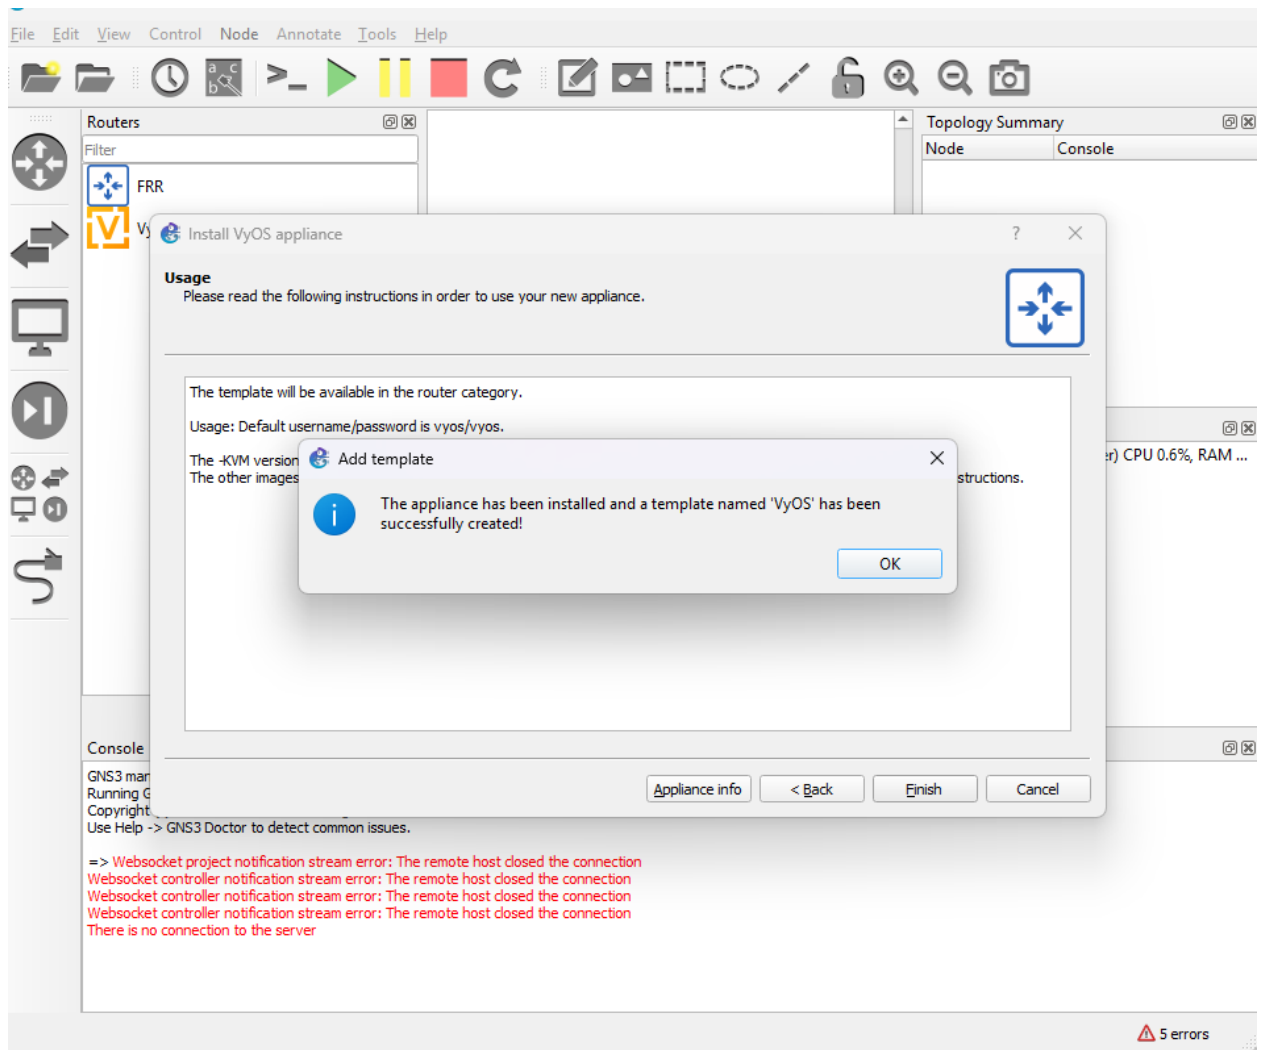 File Edit View Control Node Annotate Tools Help
Routers
Filter
FRR
Vy
Topology Summary
Node Console
Install VyOS appliance
?
Usage
Please read the following instructions in order to use your new appliance.
The template will be available in the router category.
Usage: Default username/password is vyos/vyos.
The -KVM version
The other images
structions.
Add template
The appliance has been installed and a template named 'VyOS' has been
successfully created!
OK
er) CPU 0.6%, RAM ...
Appliance info
< Back
Finish
Cancel
Console
GNS3 man
Running G
Copyright
Use Help -> GNS3 Doctor to detect common issues.
=> Websocket project notification stream error: The remote host closed the connection
Websocket controller notification stream error: The remote host closed the connection
Websocket controller notification stream error: The remote host closed the connection
Websocket controller notification stream error: The remote host closed the connection
There is no connection to the server
5 errors